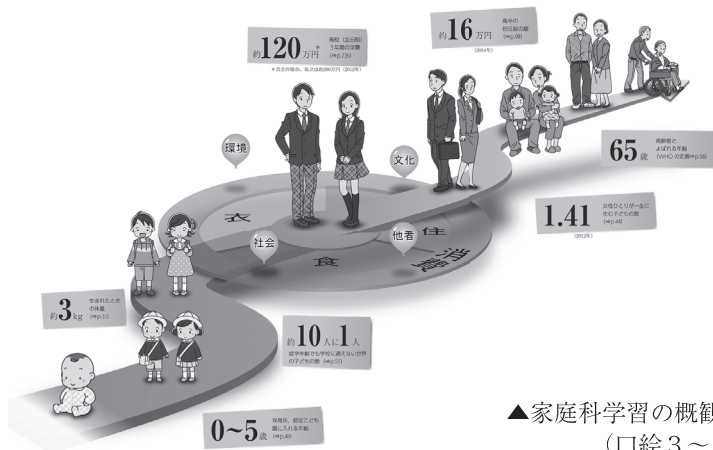 約120万円*
高校（全日制）
3年間の学費
(⇒p.236)
*公立の場合。私立は約300万円（2012年）
約16万円
高卒の
初任給の額
(⇒p.98)
(2014年)
環境
文化
65歳
高齢者と
よばれる年齢
(WHOの定義⇒p.56)
1.41
女性ひとりが一生に
生む子どもの数
(⇒p.44)
(2012年)
衣
社会
食
他者
住
約3kg
生まれたとき
の体重
(⇒p.31)
約10人に1人
就学年齢でも学校に通えない世界
の子どもの数 (⇒p.51)
0〜5歳
保育所、認定こども
園に入れる年齢
(⇒p.48)
▲家庭科学習の概観